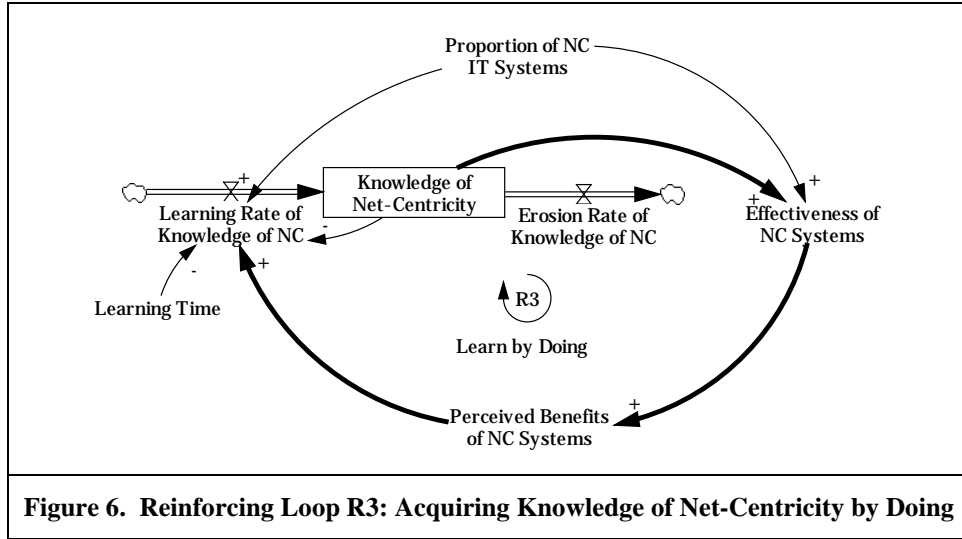 Proportion of NC
IT Systems
+
Knowledge of
Net-Centricity
Learning Rate of
Knowledge of NC
-
Erosion Rate of
Knowledge of NC
+
+
Effectiveness of
NC Systems
-
+
Learning Time
R3
Learn by Doing
+
Perceived Benefits
of NC Systems
Figure 6. Reinforcing Loop R3: Acquiring Knowledge of Net-Centricity by Doing